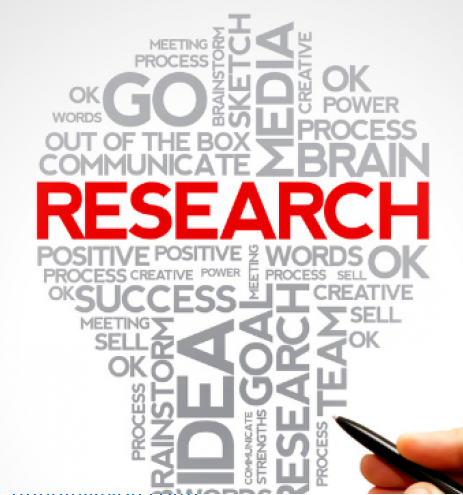 MEETING
PROCESS
BRAINSTORM
SKETCH
MEDIA
CREATIVE
OK
WORDS
GO
OK
POWER
OUT OF THE BOX
PROCESS
COMMUNICATE
BRAIN
RESEARCH
POSITIVE
POSITIVE
MEETING
WORDS
OK
PROCESS
CREATIVE
POWER
PROCESS
SELL
OK
SUCCESS
CREATIVE
MEETING
SELL
OK
PROCESS
BRAINSTORM
IDEA
GOAL
COMMUNICATE
STRENGTHS
RESEARCH
TEAM
PROCESS
SELL
OK
WORDS